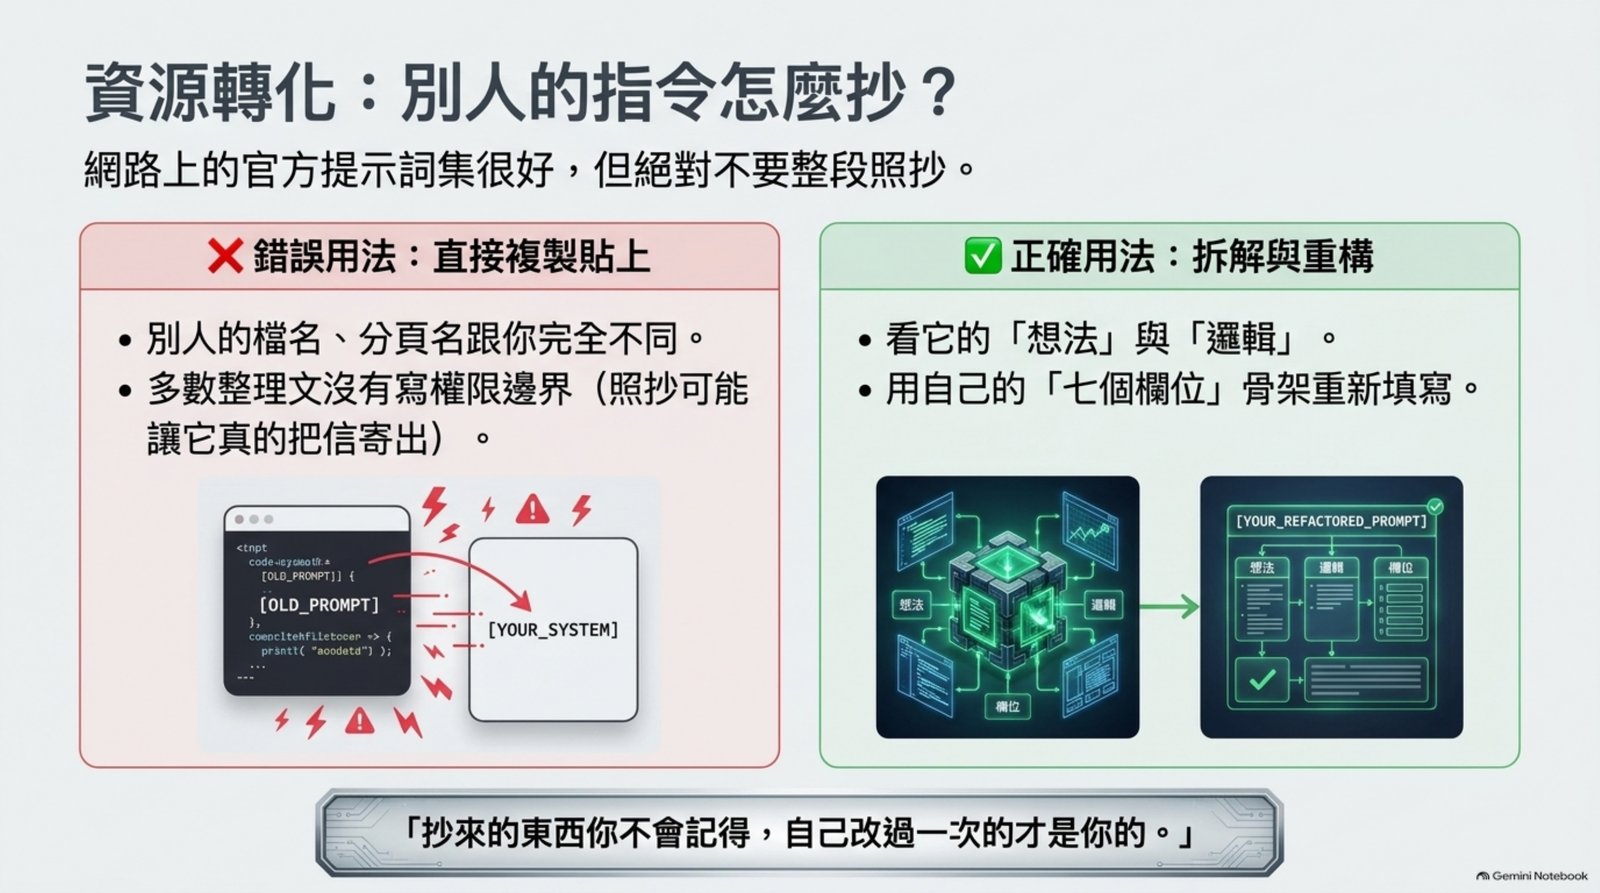 資源轉化：別人的指令怎麼抄？
網路上的官方提示詞集很好，但絕對不要整段照抄。
❌ 錯誤用法：直接複製貼上
• 別人的檔名、分頁名跟你完全不同。
• 多數整理文沒有寫權限邊界（照抄可能
讓它真的把信寄出）。
<tnpt
[OLD_PROMPT]] {
[OLD_PROMPT]
},
...
[YOUR_SYSTEM]
✅ 正確用法：拆解與重構
• 看它的「想法」與「邏輯」。
• 用自己的「七個欄位」骨架重新填寫。
想法
邏輯
欄位
[YOUR_REFACTORED_PROMPT]
想法
邏輯
欄位
「抄來的東西你不會記得，自己改過一次的才是你的。」
Gemini Notebook